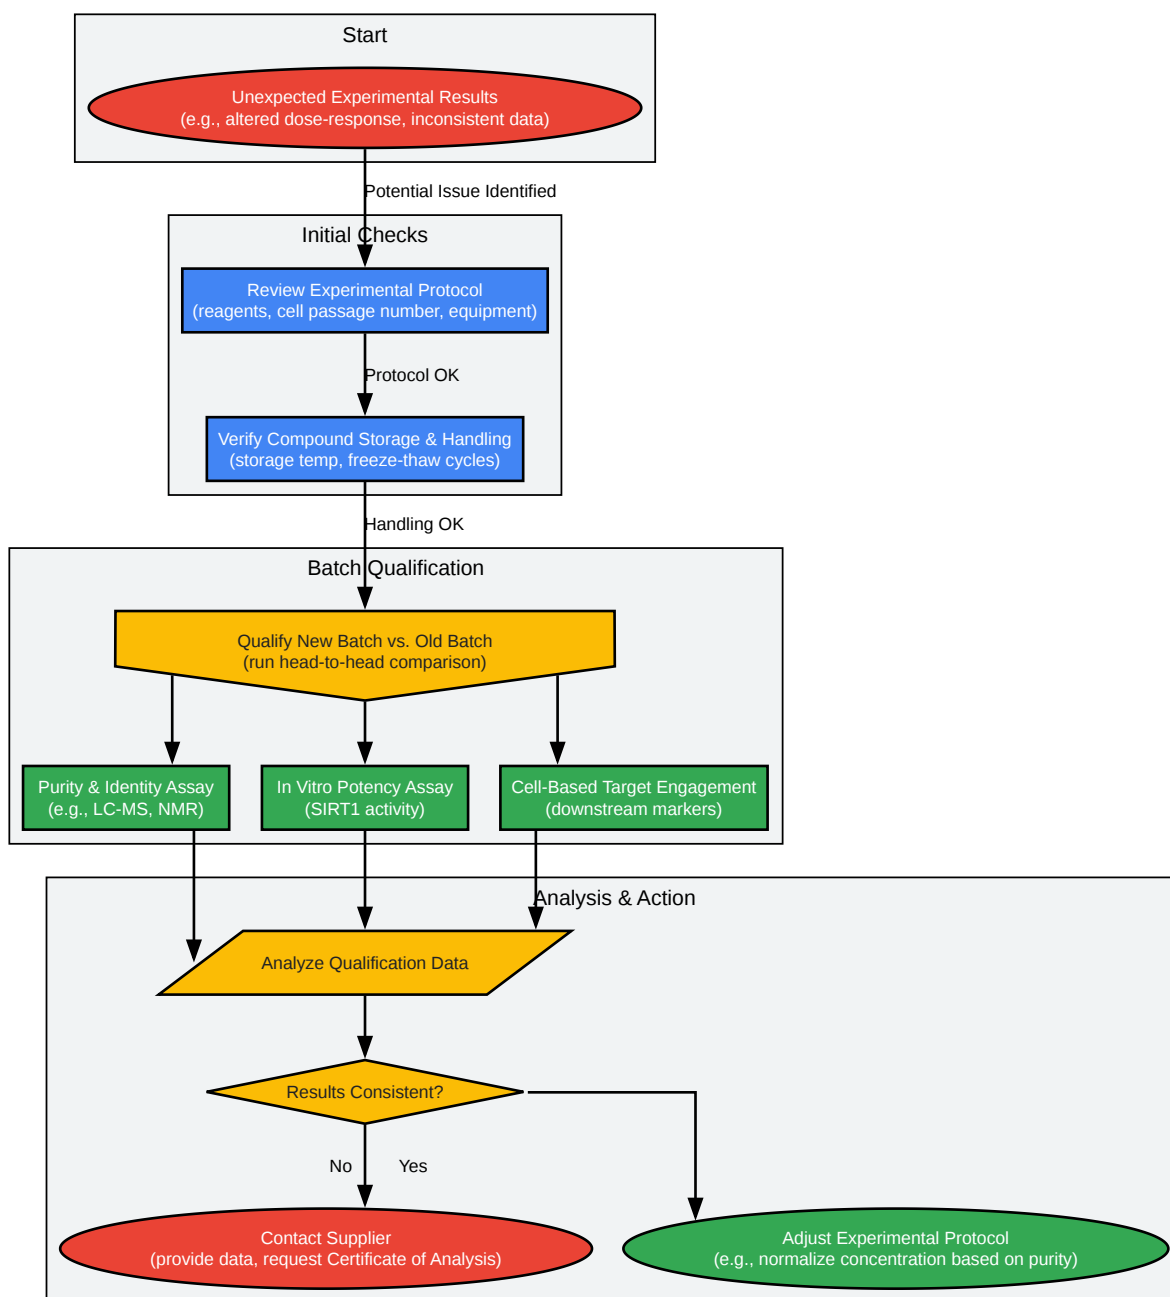 Start
Unexpected Experimental Results
(e.g., altered dose-response, inconsistent data)
Potential Issue Identified
Initial Checks
Review Experimental Protocol
(reagents, cell passage number, equipment)
Protocol OK
Verify Compound Storage & Handling
(storage temp, freeze-thaw cycles)
Handling OK
Batch Qualification
Qualify New Batch vs. Old Batch
(run head-to-head comparison)
Purity & Identity Assay
(e.g., LC-MS, NMR)
In Vitro Potency Assay
(SIRT1 activity)
Cell-Based Target Engagement
(downstream markers)
Analysis & Action
Analyze Qualification Data
Results Consistent?
No
Yes
Contact Supplier
(provide data, request Certificate of Analysis)
Adjust Experimental Protocol
(e.g., normalize concentration based on purity)